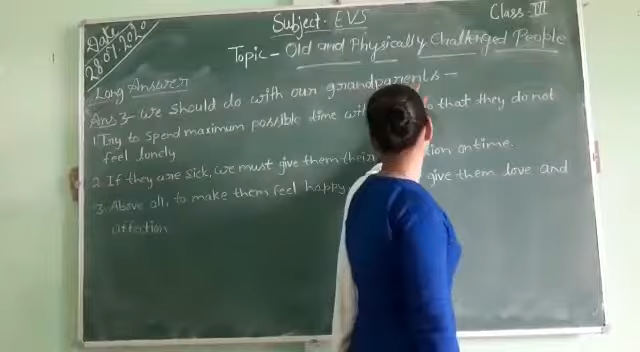 Date
28.07.2020
Subject. EVS
Class-III
Topic- Old and Physically Challenged People
Long Answer
Ans 3- We should do with our grandparents-
1. Try to spend maximum possible time that they do not
feel lonely
2. If they are sick, we must give them their on time.
3. Above all, to make them feel happy give them love and
affection